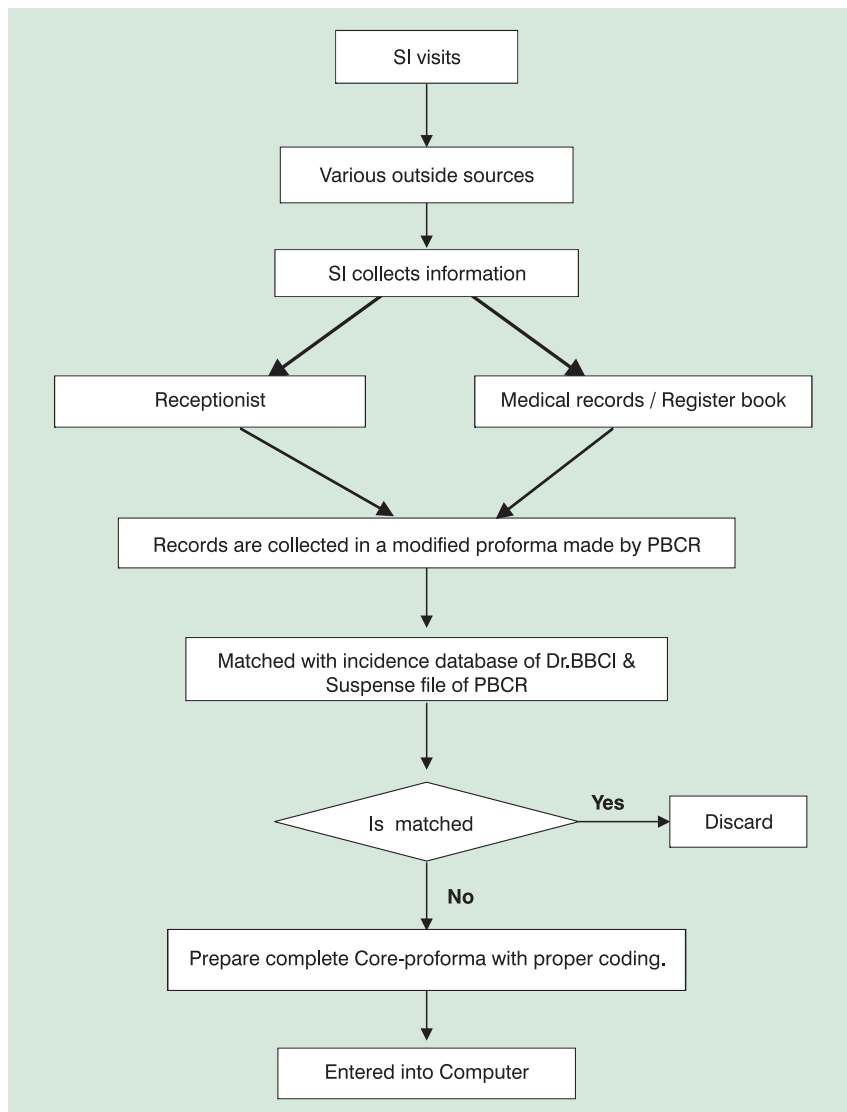 SI visits
Various outside sources
SI collects information
Receptionist
Medical records / Register book
Records are collected in a modified proforma made by PBCR
Matched with incidence database of Dr.BBCI &
Suspense file of PBCR
Is matched
Yes
Discard
No
Prepare complete Core-proforma with proper coding.
Entered into Computer